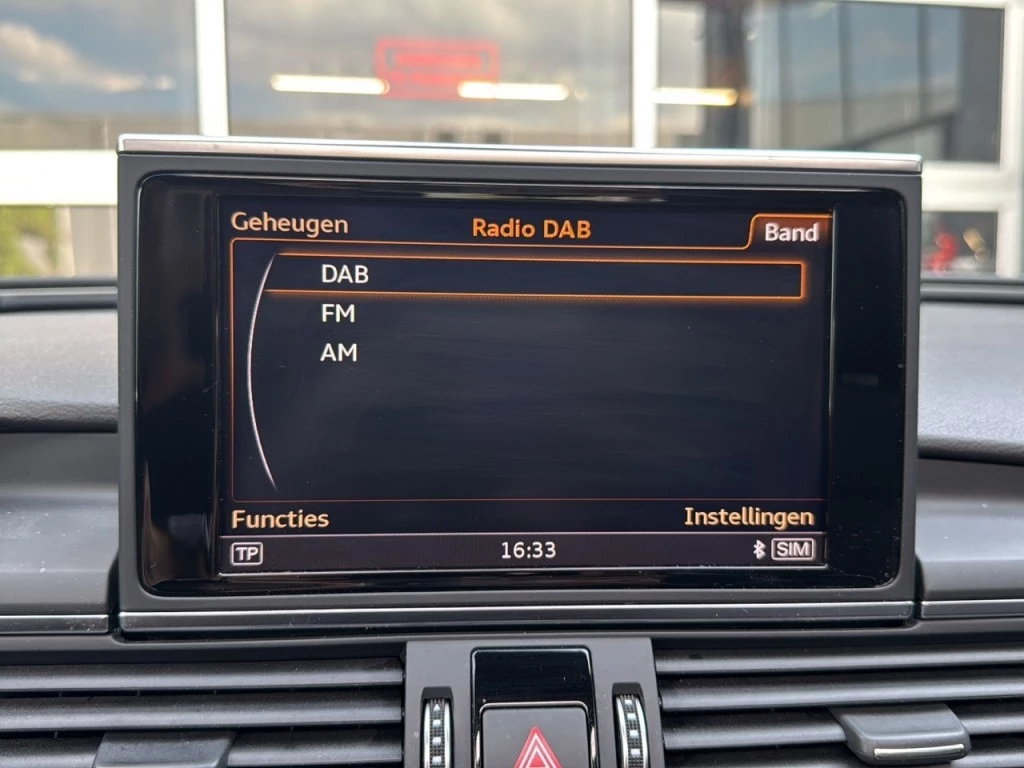 Geheugen Radio DAB Band
DAB
FM
AM
Functies Instellingen
TP 16:33 SIM